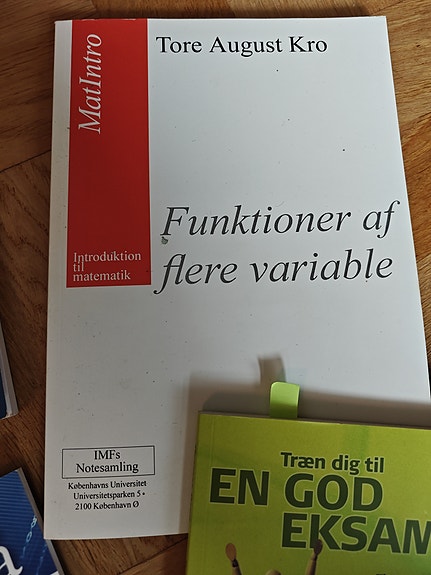 Tore August Kro
MatIntro
Introduktion
til
matematik
Funktioner af
flere variable
IMFs
Notesamling
Københavns Universitet
Universitetsparken 5 •
2100 København Ø
Træn dig til
EN GOD
EKSAM
a